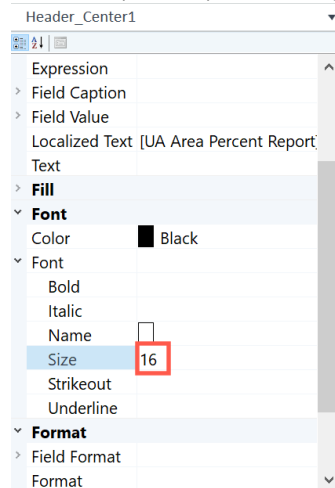 Header_Center1
Expression
Field Caption
Field Value
Localized Text [UA Area Percent Report]
Text
Fill
Font
Color Black
Font
Bold
Italic
Name
Size 16
Strikeout
Underline
Format
Field Format
Format